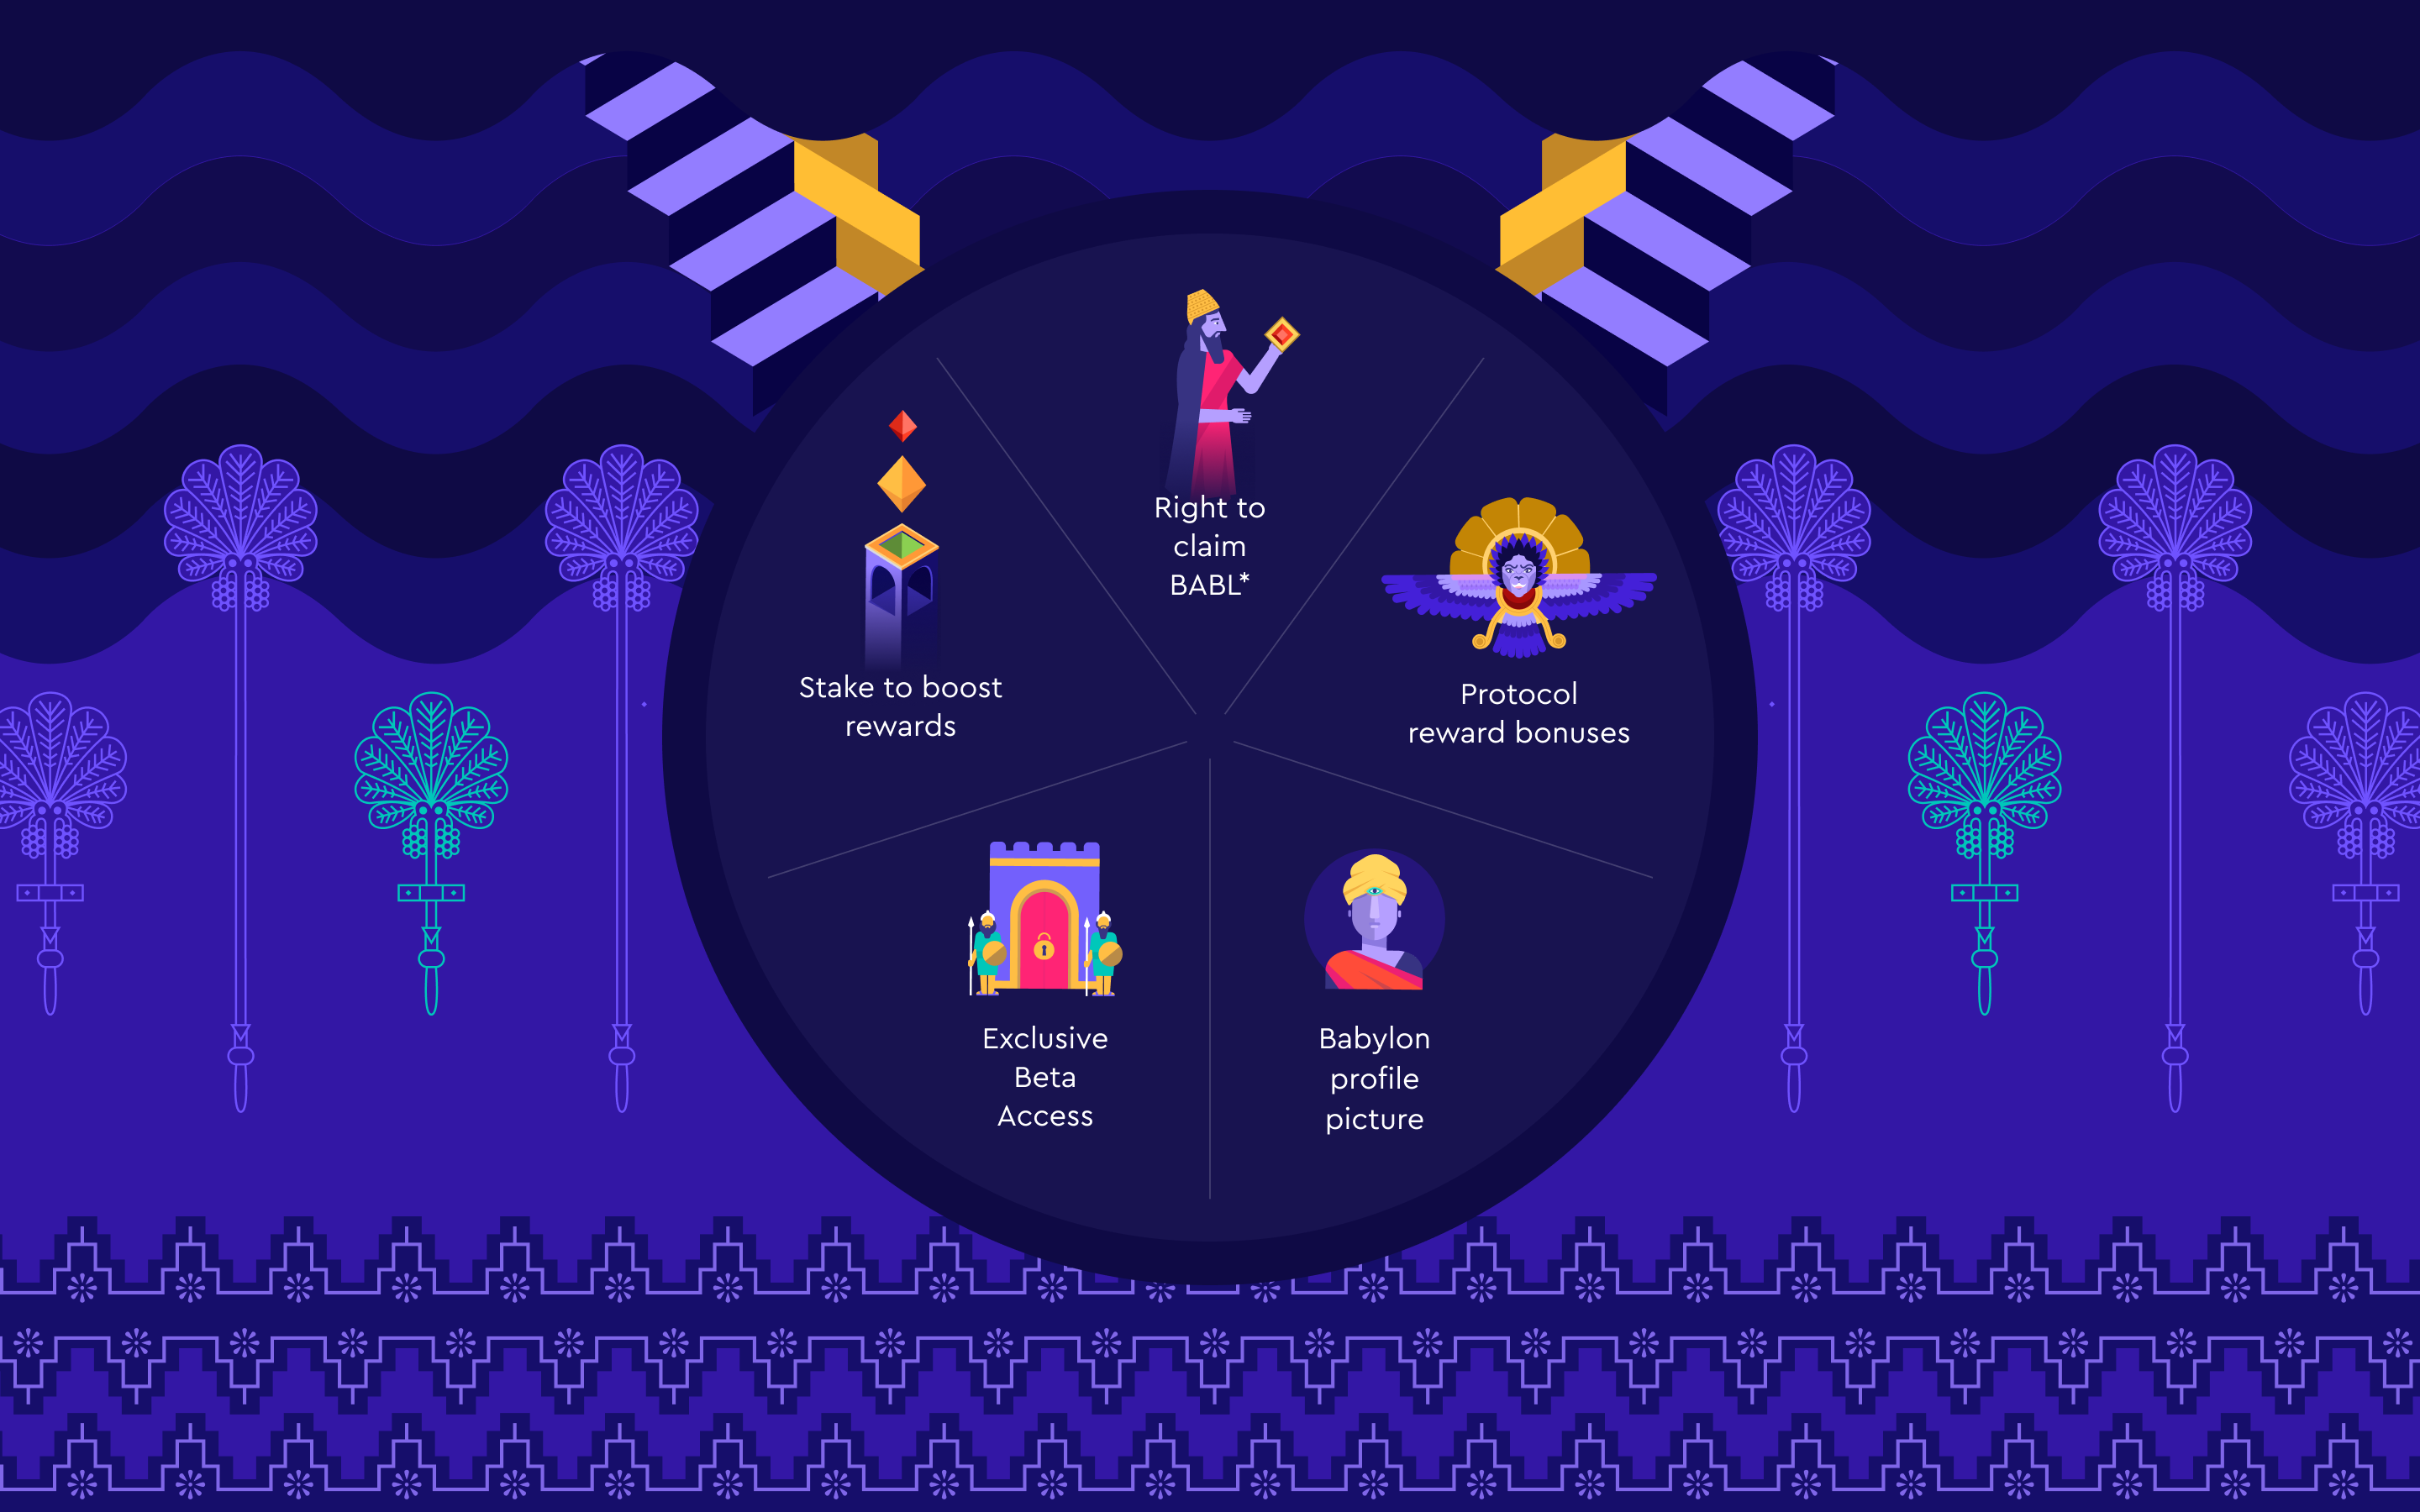 Right to
claim
BABL*
Stake to boost
rewards
Protocol
reward bonuses
Exclusive
Beta
Access
Babylon
profile
picture